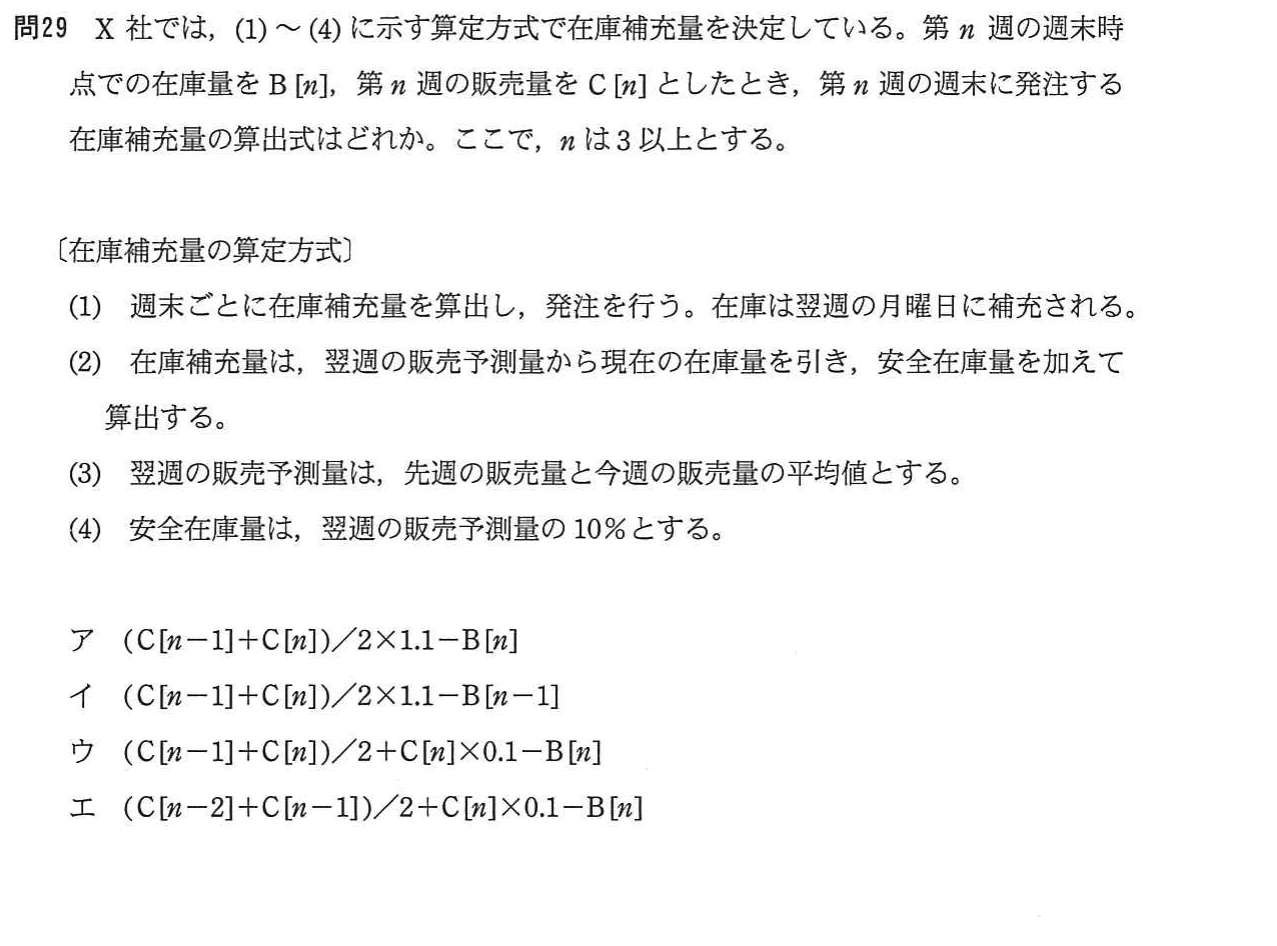 問29 X 社では，(1)～(4) に示す算定方式で在庫補充量を決定している。第 n 週の週末時
点での在庫量を B[n]，第 n 週の販売量を C[n] としたとき，第 n 週の週末に発注する
在庫補充量の算出式はどれか。ここで，n は 3 以上とする。
〔在庫補充量の算定方式〕
(1) 週末ごとに在庫補充量を算出し，発注を行う。在庫は翌週の月曜日に補充される。
(2) 在庫補充量は，翌週の販売予測量から現在の在庫量を引き，安全在庫量を加えて
算出する。
(3) 翌週の販売予測量は，先週の販売量と今週の販売量の平均値とする。
(4) 安全在庫量は，翌週の販売予測量の 10％とする。
ア (C[n－1]＋C[n])／2×1.1－B[n]
イ (C[n－1]＋C[n])／2×1.1－B[n－1]
ウ (C[n－1]＋C[n])／2＋C[n]×0.1－B[n]
エ (C[n－2]＋C[n－1])／2＋C[n]×0.1－B[n]